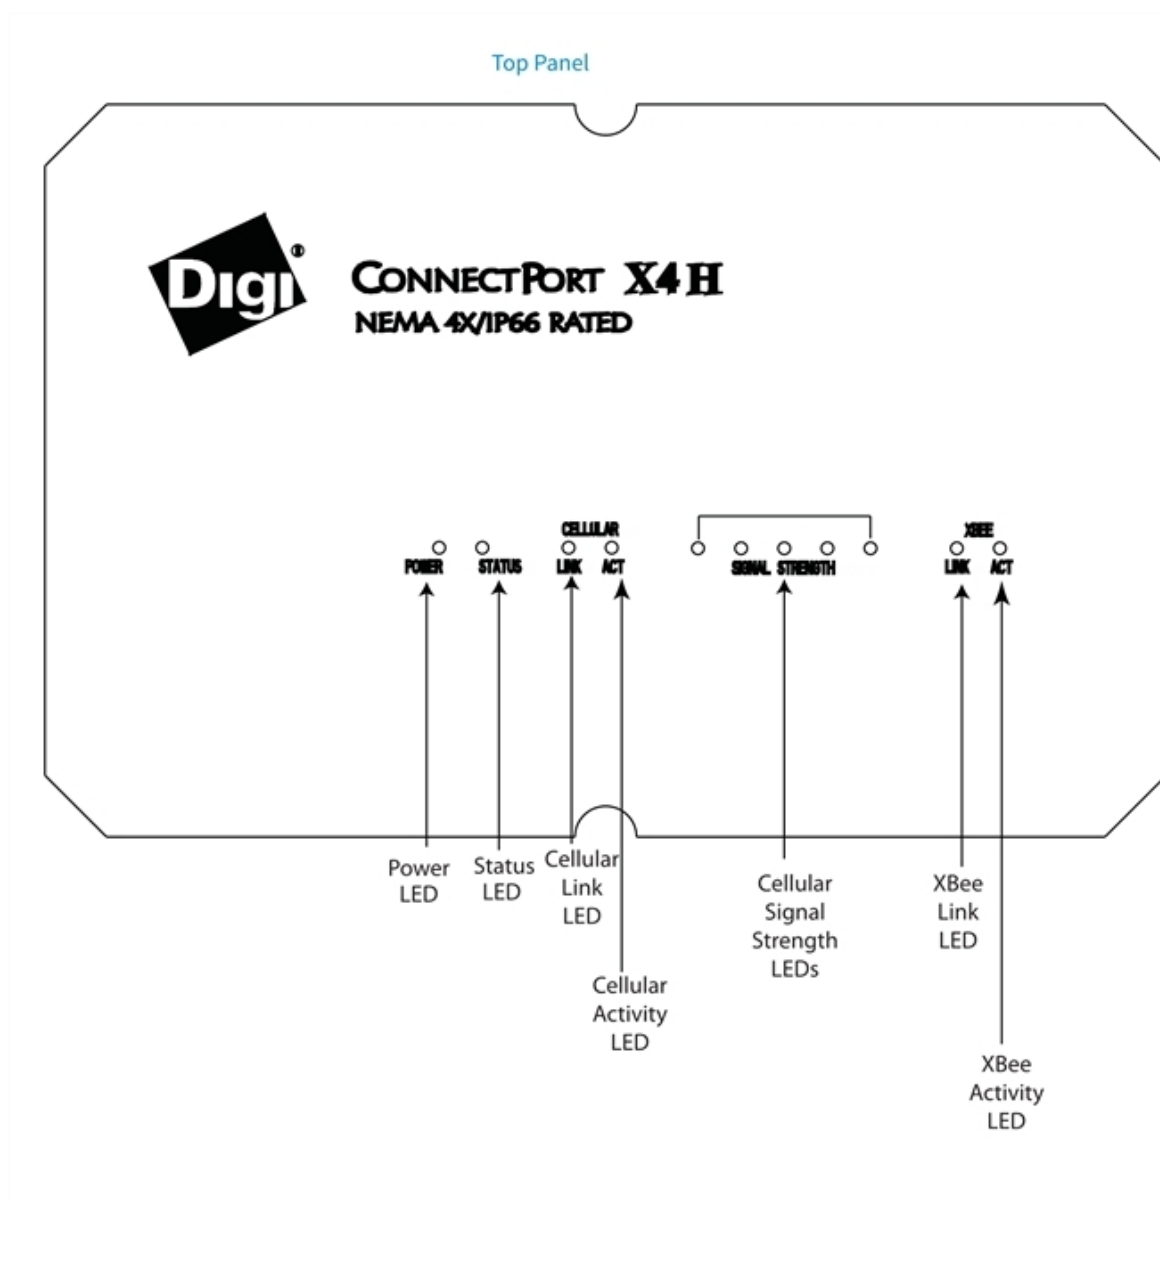 Top Panel
Digi®
CONNECTPORT X4 H
NEMA 4X/IP66 RATED
CELLULAR
XBEE
POWER STATUS LINK ACT SIGNAL STRENGTH LINK ACT
Power
LED
Status
LED
Cellular
Link
LED
Cellular
Activity
LED
Cellular
Signal
Strength
LEDs
XBee
Link
LED
XBee
Activity
LED